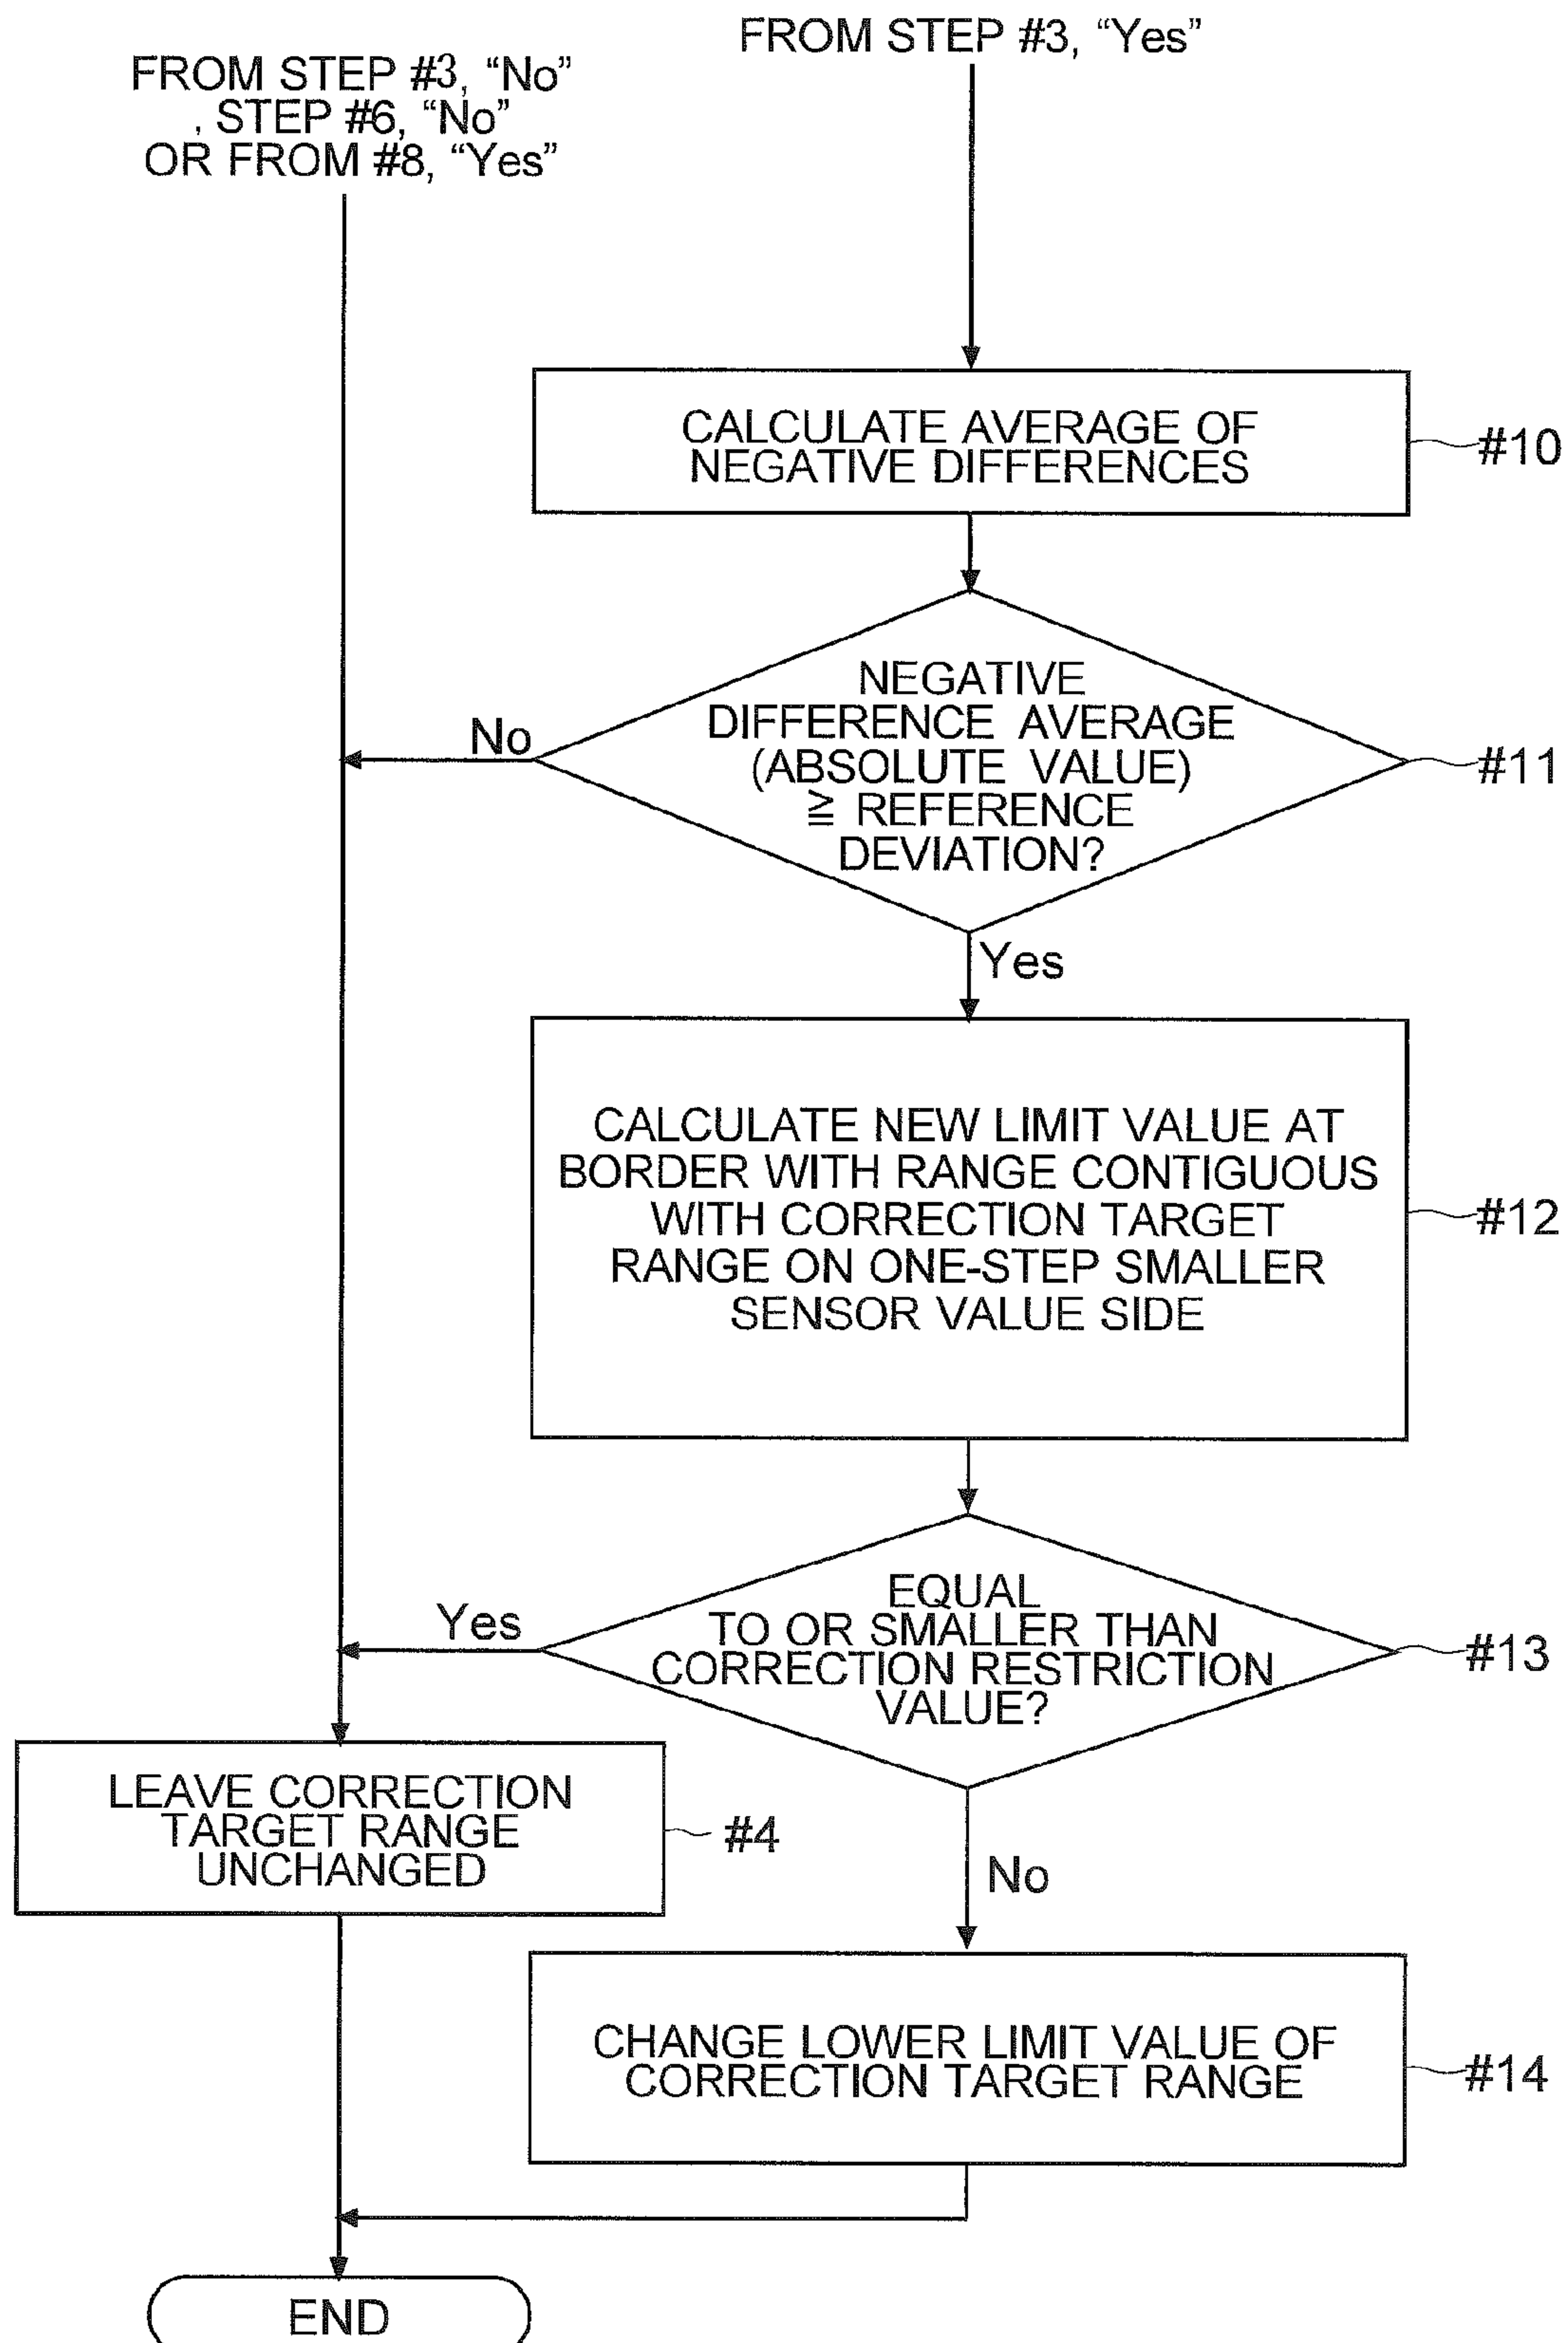 FROM STEP #3, “Yes”
FROM STEP #3, “No”
, STEP #6, “No”
OR FROM #8, “Yes”
CALCULATE AVERAGE OF
NEGATIVE DIFFERENCES
#10
NEGATIVE
DIFFERENCE AVERAGE
(ABSOLUTE VALUE)
≧ REFERENCE
DEVIATION?
#11
No
Yes
CALCULATE NEW LIMIT VALUE AT
BORDER WITH RANGE CONTIGUOUS
WITH CORRECTION TARGET
RANGE ON ONE-STEP SMALLER
SENSOR VALUE SIDE
#12
EQUAL
TO OR SMALLER THAN
CORRECTION RESTRICTION
VALUE?
#13
Yes
No
LEAVE CORRECTION
TARGET RANGE
UNCHANGED
#4
CHANGE LOWER LIMIT VALUE OF
CORRECTION TARGET RANGE
#14
END